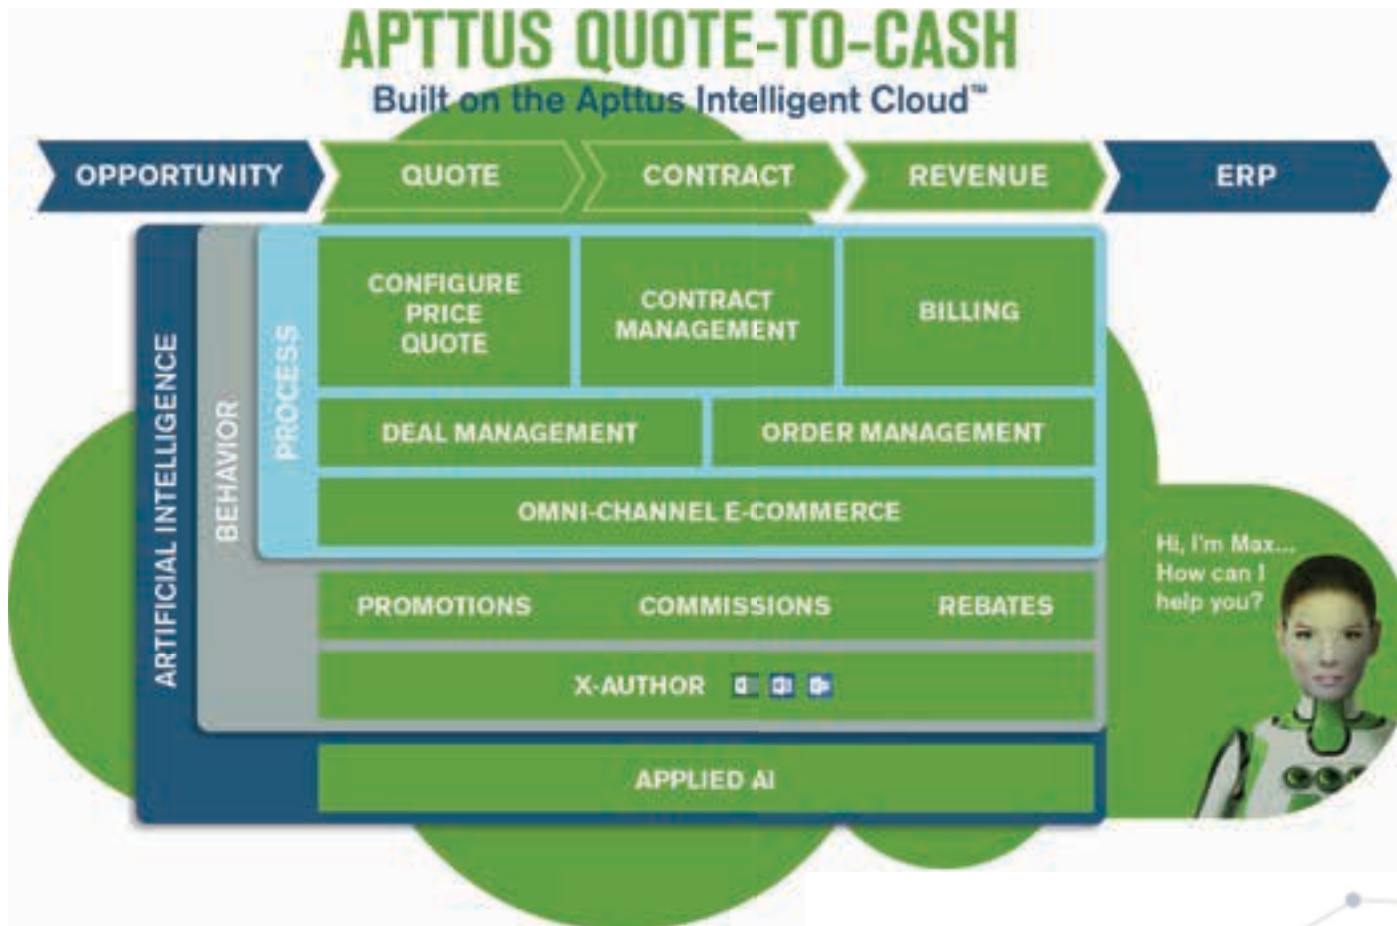 APTTUS QUOTE-TO-CASH
Built on the Apttus Intelligent Cloud™
OPPORTUNITY
QUOTE
CONTRACT
REVENUE
ERP
ARTIFICIAL INTELLIGENCE
BEHAVIOR
PROCESS
CONFIGURE
PRICE
QUOTE
CONTRACT
MANAGEMENT
BILLING
DEAL MANAGEMENT
ORDER MANAGEMENT
OMNI-CHANNEL E-COMMERCE
PROMOTIONS
COMMISSIONS
REBATES
X-AUTHOR
APPLIED AI
Hi, I'm Max...
How can I
help you?